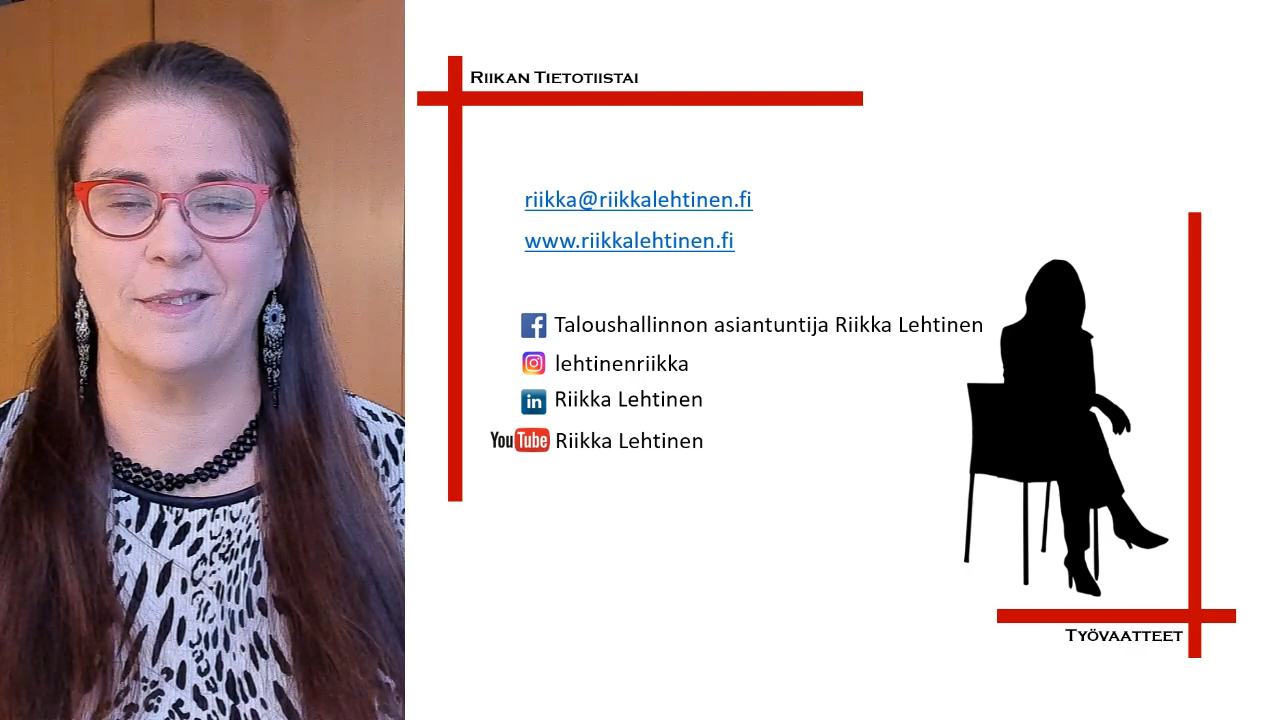 Riikan Tietotiistai
riikka@riikkalehtinen.fi
www.riikkalehtinen.fi
Taloushallinnon asiantuntija Riikka Lehtinen
lehtinenriikka
in Riikka Lehtinen
YouTube Riikka Lehtinen
Työvaatteet